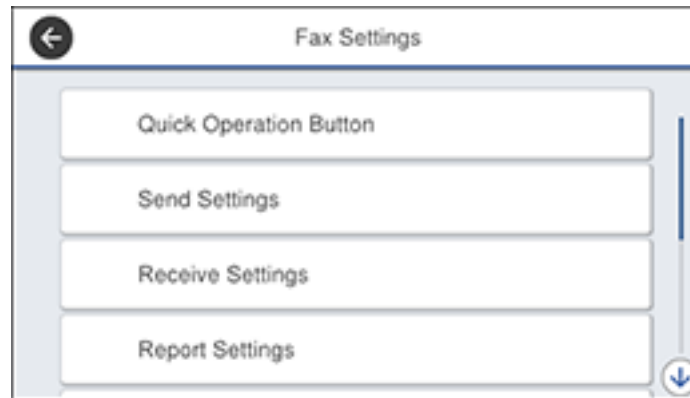 Fax Settings
Quick Operation Button
Send Settings
Receive Settings
Report Settings